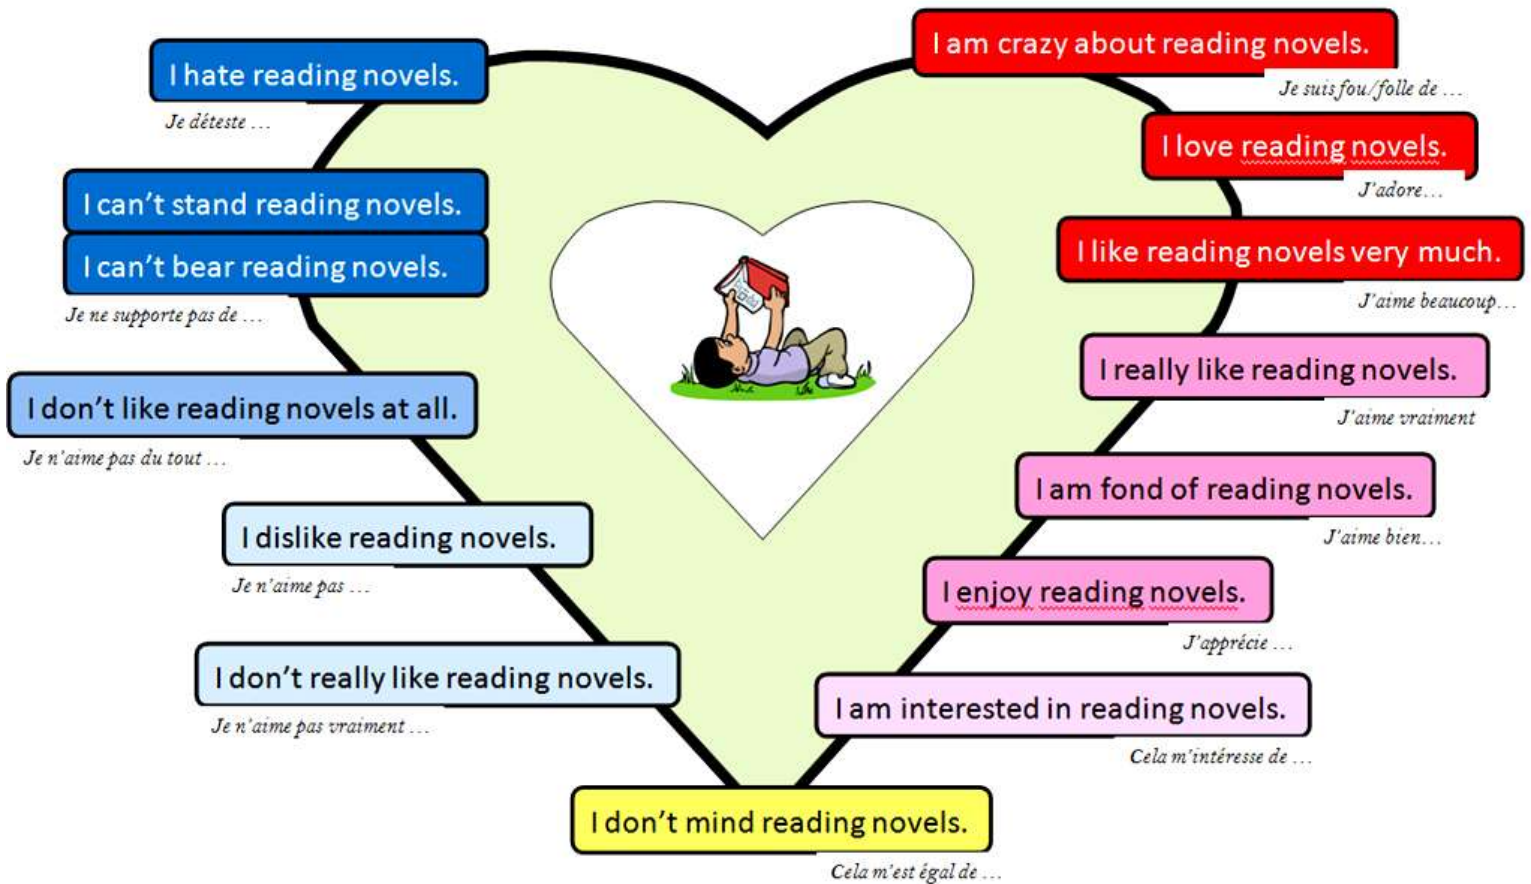 I hate reading novels.
Je déteste ...
I can't stand reading novels.
I can't bear reading novels.
Je ne supporte pas de ...
I don't like reading novels at all.
Je n'aime pas du tout ...
I dislike reading novels.
Je n'aime pas ...
I don't really like reading novels.
Je n'aime pas vraiment ...
I don't mind reading novels.
Cela m'est égal de ...
I am crazy about reading novels.
Je suis fou/folle de ...
I love reading novels.
J'adore...
I like reading novels very much.
J'aime beaucoup...
I really like reading novels.
J'aime vraiment
I am fond of reading novels.
J'aime bien...
I enjoy reading novels.
J'apprécie ...
I am interested in reading novels.
Cela m'intéresse de ...